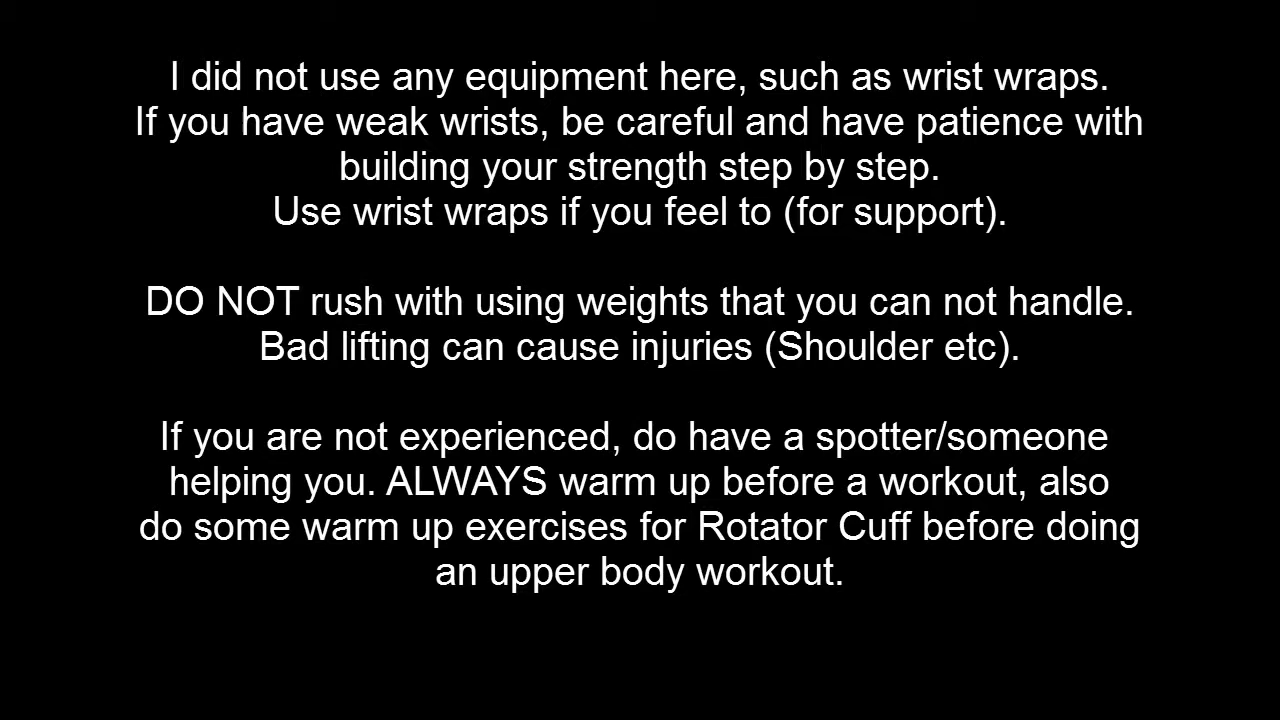 I did not use any equipment here, such as wrist wraps.
If you have weak wrists, be careful and have patience with
building your strength step by step.
Use wrist wraps if you feel to (for support).
DO NOT rush with using weights that you can not handle.
Bad lifting can cause injuries (Shoulder etc).
If you are not experienced, do have a spotter/someone
helping you. ALWAYS warm up before a workout, also
do some warm up exercises for Rotator Cuff before doing
an upper body workout.